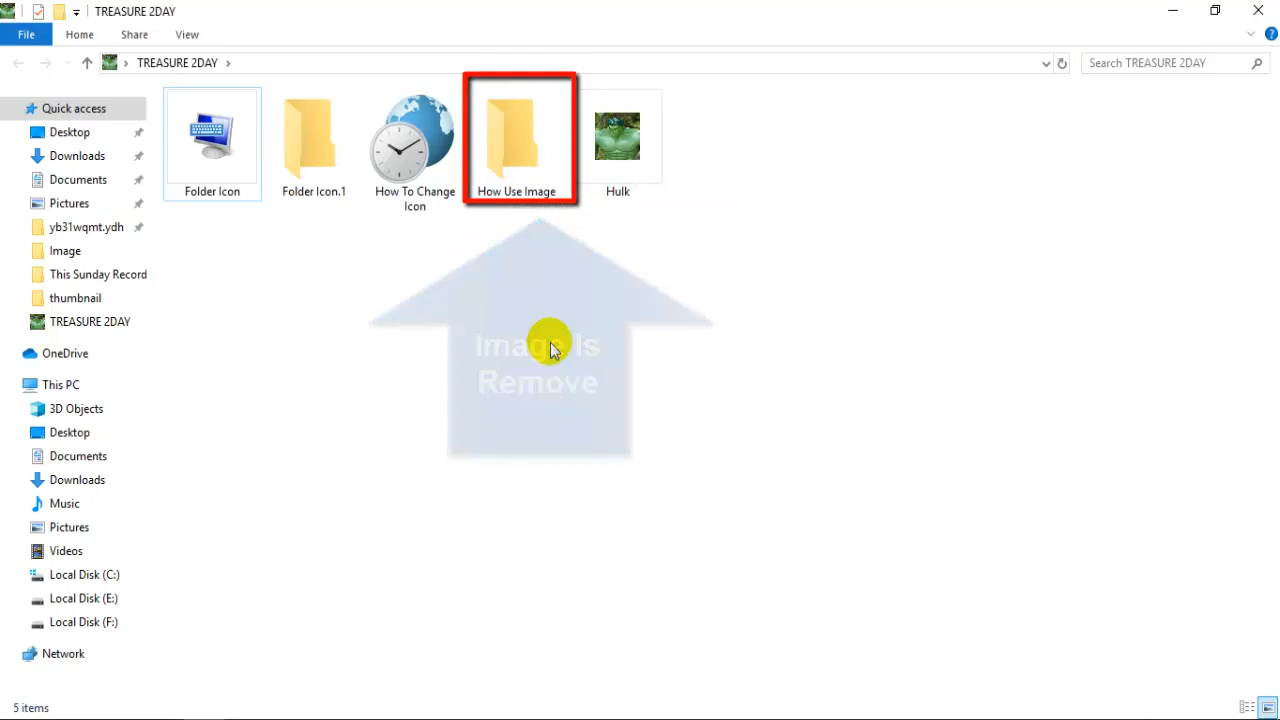 TREASURE 2DAY
File
Home
Share
View
TREASURE 2DAY
Search TREASURE 2DAY
Quick access
Desktop
Downloads
Documents
Pictures
yb31wqmt.ydh
Image
This Sunday Record
thumbnail
TREASURE 2DAY
OneDrive
This PC
3D Objects
Desktop
Documents
Downloads
Music
Pictures
Videos
Local Disk (C:)
Local Disk (E:)
Local Disk (F:)
Network
Folder Icon
Folder Icon.1
How To Change
Icon
How Use Image
Hulk
Image Is
Remove
5 items